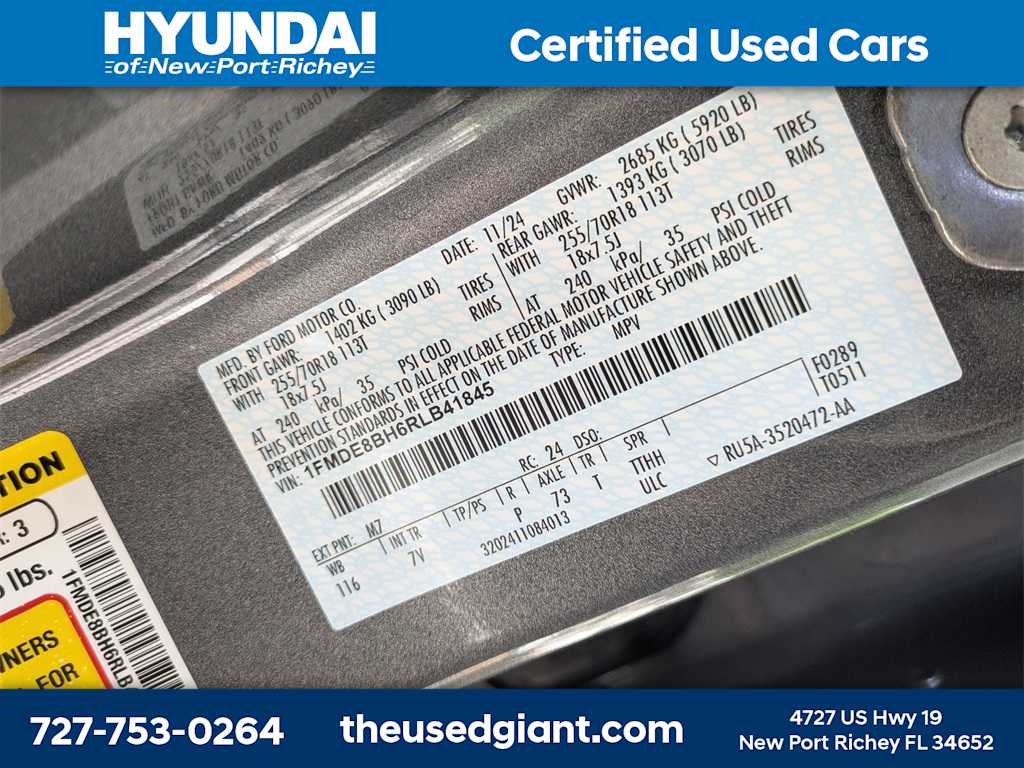 HYUNDAI
of New Port Richey
Certified Used Cars
MFD. BY FORD MOTOR CO.
DATE: 11/24
GVWR: 2685 KG ( 5920 LB)
FRONT GAWR: 1402 KG ( 3090 LB)
REAR GAWR: 1393 KG ( 3070 LB)
WITH 255/70R18 113T TIRES
WITH 255/70R18 113T TIRES
18x7.5J RIMS
18x7.5J RIMS
AT 240 kPa/ 35 PSI COLD
AT 240 kPa/ 35 PSI COLD
THIS VEHICLE CONFORMS TO ALL APPLICABLE FEDERAL MOTOR VEHICLE SAFETY AND THEFT
PREVENTION STANDARDS IN EFFECT ON THE DATE OF MANUFACTURE SHOWN ABOVE.
VIN: 1FMDE8BH6RLB41845
TYPE: MPV
F0289
T0511
EXT PNT: M7
RC: 24 DSO:
WB INT TR TP/PS R AXLE TR SPR
116 7V P 73 T TTHH
ULC
3202411084013
▽ RU5A-3520472-AA
TION
: 3
lbs.
1FMDE8BH6RLB
WNERS
FOR
727-753-0264
theusedgiant.com
4727 US Hwy 19
New Port Richey FL 34652